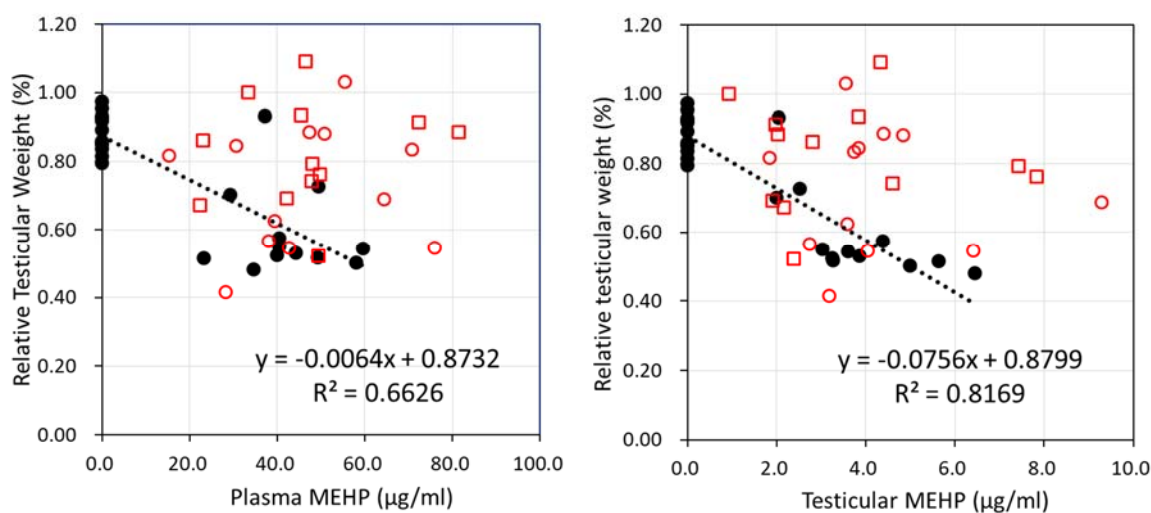 1.20
1.00
0.80
0.60
0.40
0.20
0.00
Relative Testicular Weeight (%)
y = -0.0064x + 0.8732
R² = 0.6626
0.0 20.0 40.0 60.0 80.0 100.0
Plasma MEHP (µg/ml)
1.20
1.00
0.80
0.60
0.40
0.20
0.00
Relative testicular weight (%)
y = -0.0756x + 0.8799
R² = 0.8169
0.0 2.0 4.0 6.0 8.0 10.0
Testicular MEHP (µg/ml)